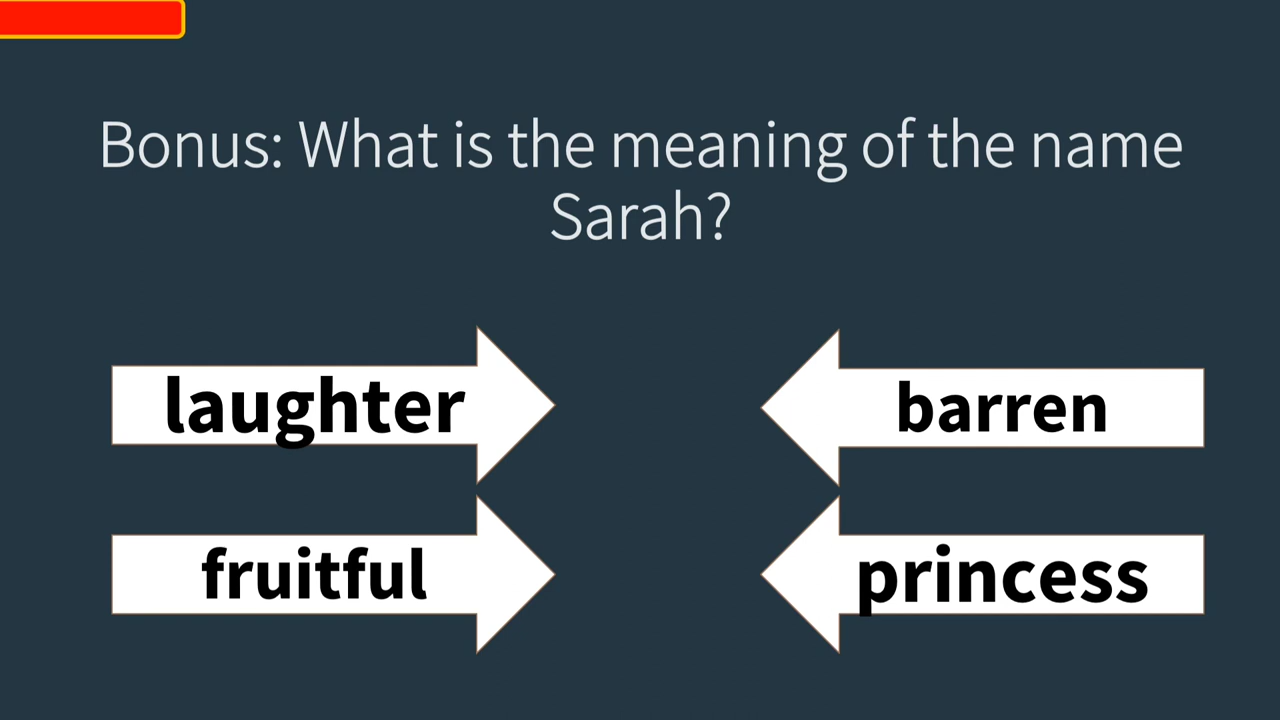 Bonus: What is the meaning of the name
Sarah?
laughter
barren
fruitful
princess